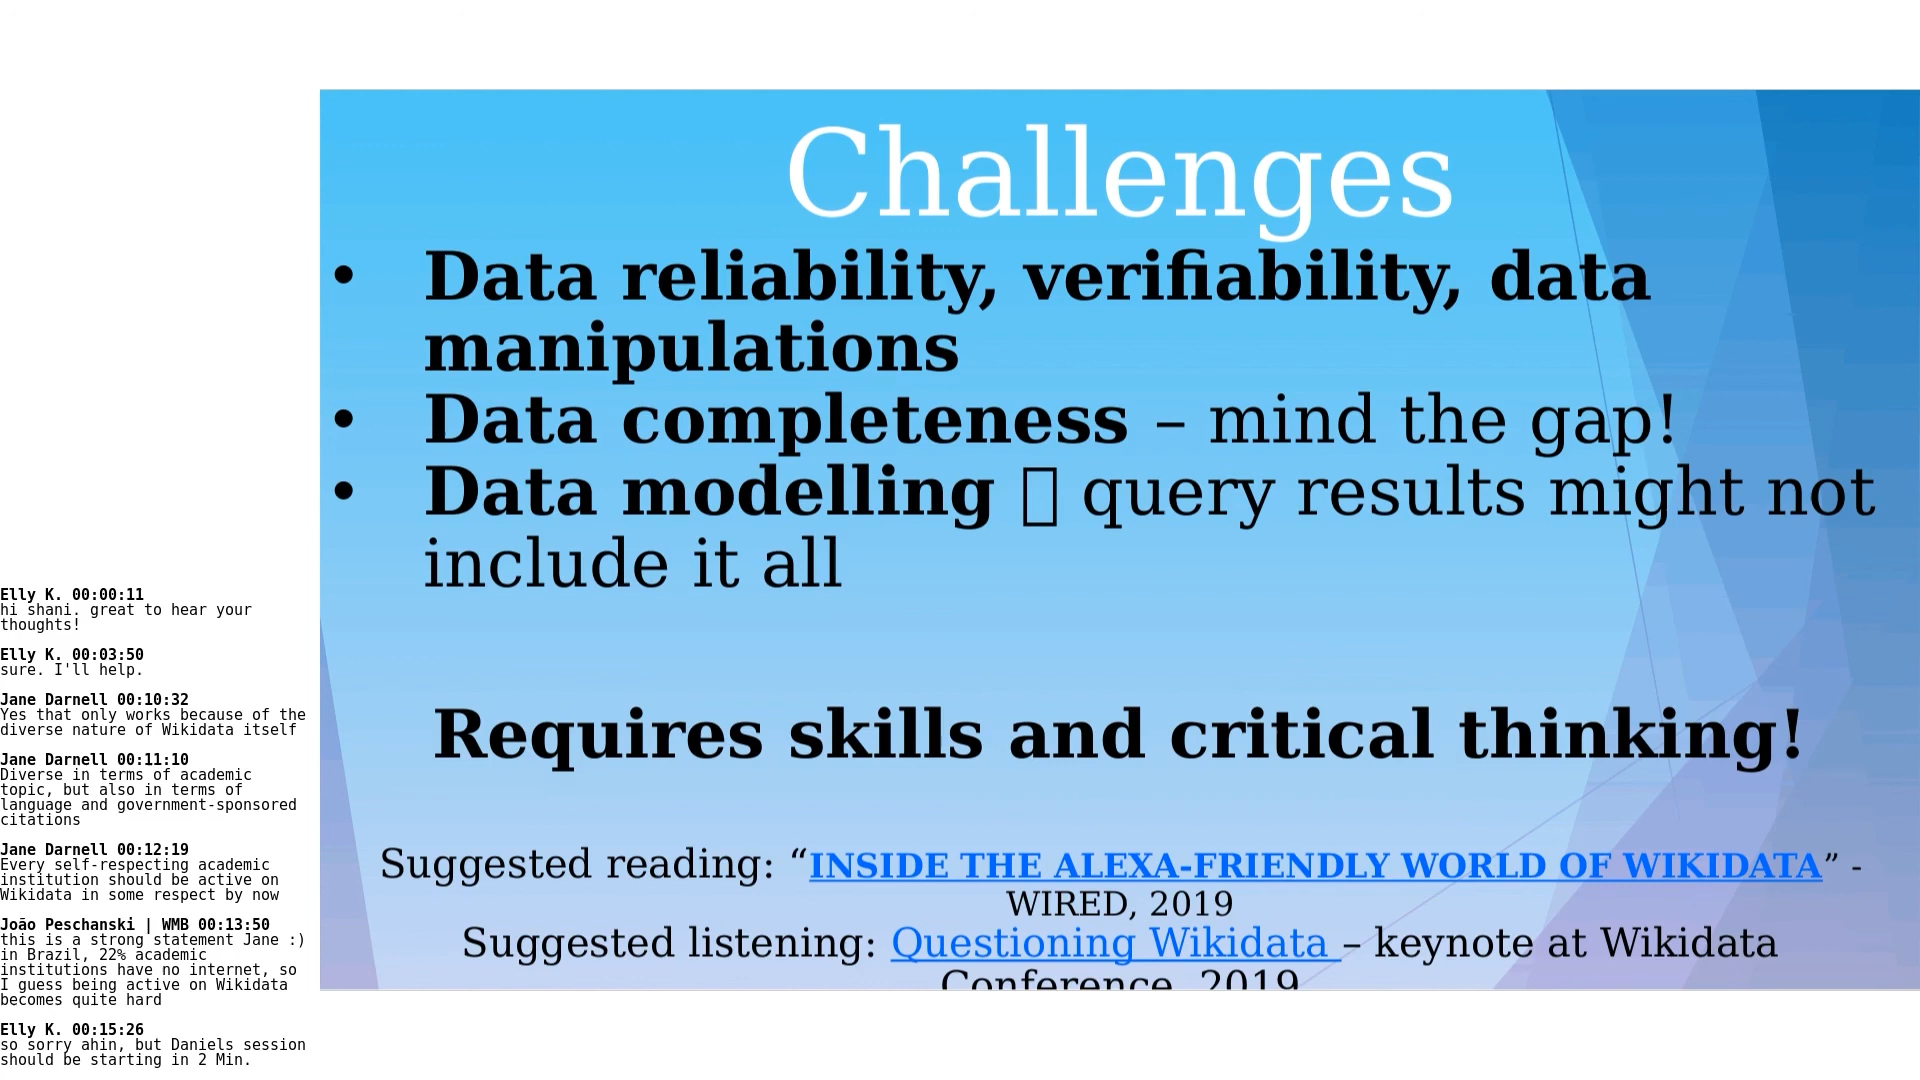 Challenges
• Data reliability, verifiability, data
manipulations
• Data completeness – mind the gap!
• Data modelling  query results might not
include it all
Requires skills and critical thinking!
Suggested reading: “INSIDE THE ALEXA-FRIENDLY WORLD OF WIKIDATA” -
WIRED, 2019
Suggested listening: Questioning Wikidata – keynote at Wikidata
Conference, 2019
Elly K. 00:00:11
hi shani. great to hear your
thoughts!
Elly K. 00:03:50
sure. I'll help.
Jane Darnell 00:10:32
Yes that only works because of the
diverse nature of Wikidata itself
Jane Darnell 00:11:10
Diverse in terms of academic
topic, but also in terms of
language and government-sponsored
citations
Jane Darnell 00:12:19
Every self-respecting academic
institution should be active on
Wikidata in some respect by now
João Peschanski | WMB 00:13:50
this is a strong statement Jane :)
in Brazil, 22% academic
institutions have no internet, so
I guess being active on Wikidata
becomes quite hard
Elly K. 00:15:26
so sorry ahin, but Daniels session
should be starting in 2 Min.